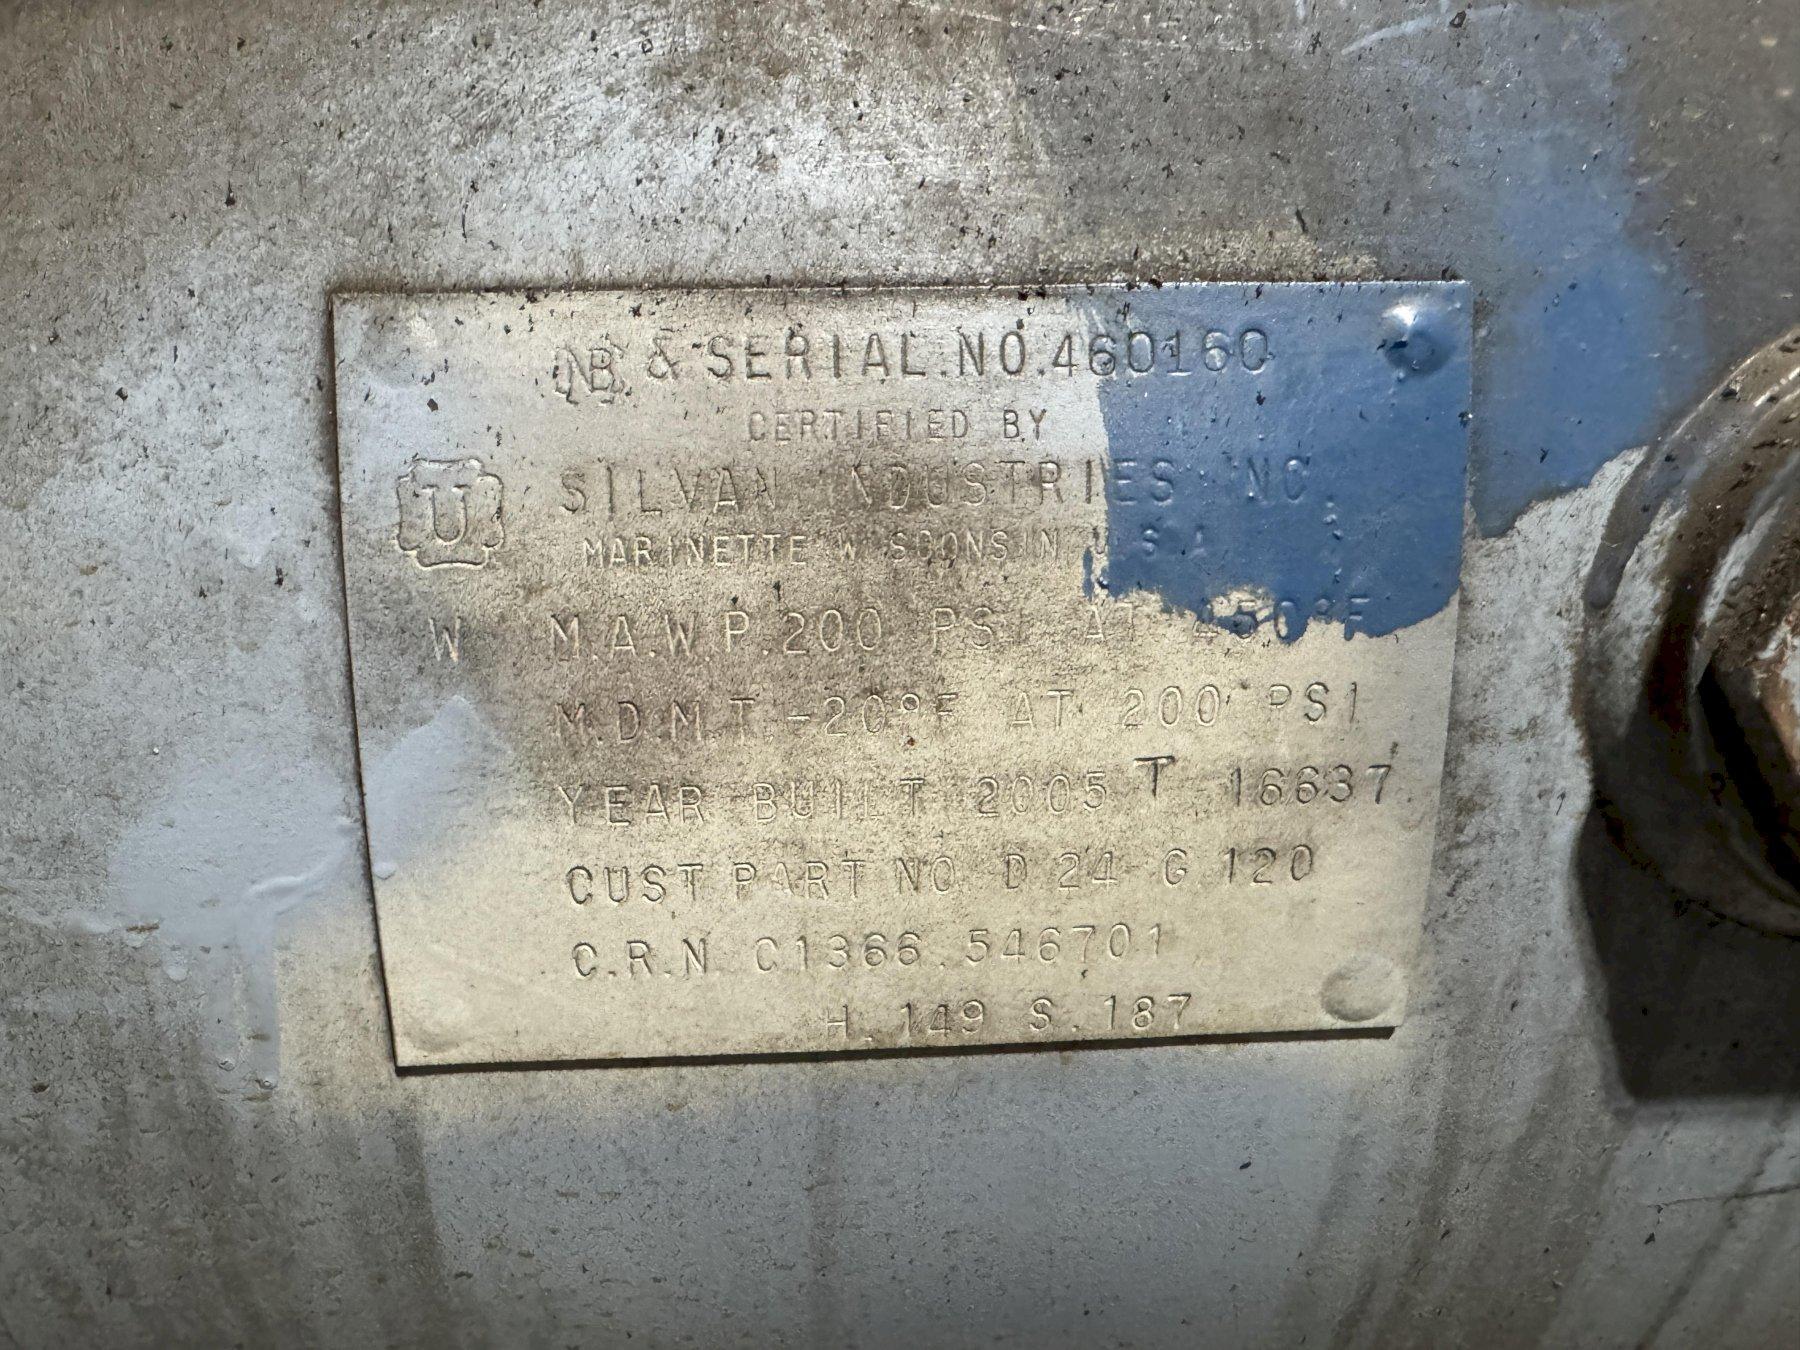 NB & SERIAL NO. 460160
CERTIFIED BY
U SILVAN INDUSTRIES INC.
MARINETTE WISCONSIN U.S.A.
W M.A.W.P. 200 PSI AT 450°F
M.D.M.T. -20°F AT 200 PSI
YEAR BUILT 2005 T 16637
CUST PART NO. D 24 G 120
C.R.N. C1366.546701
H .149 S .187